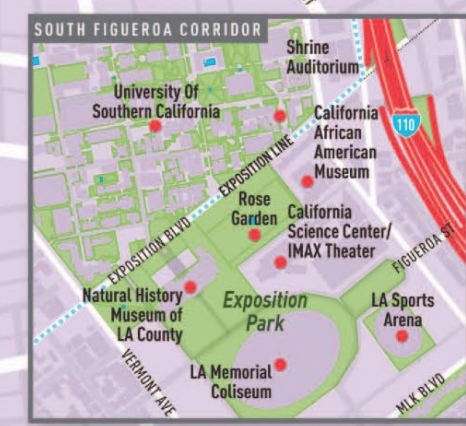 SOUTH FIGUEROA CORRIDOR
Shrine
Auditorium
University Of
Southern California
California
African
American
Museum
110
EXPOSITION LINE
Rose
Garden
California
Science Center/
IMAX Theater
EXPOSITION BLVD
FIGUEROA ST
Natural History
Museum of
LA County
Exposition
Park
LA Sports
Arena
VERMONT AVE
LA Memorial
Coliseum
MLK BLVD